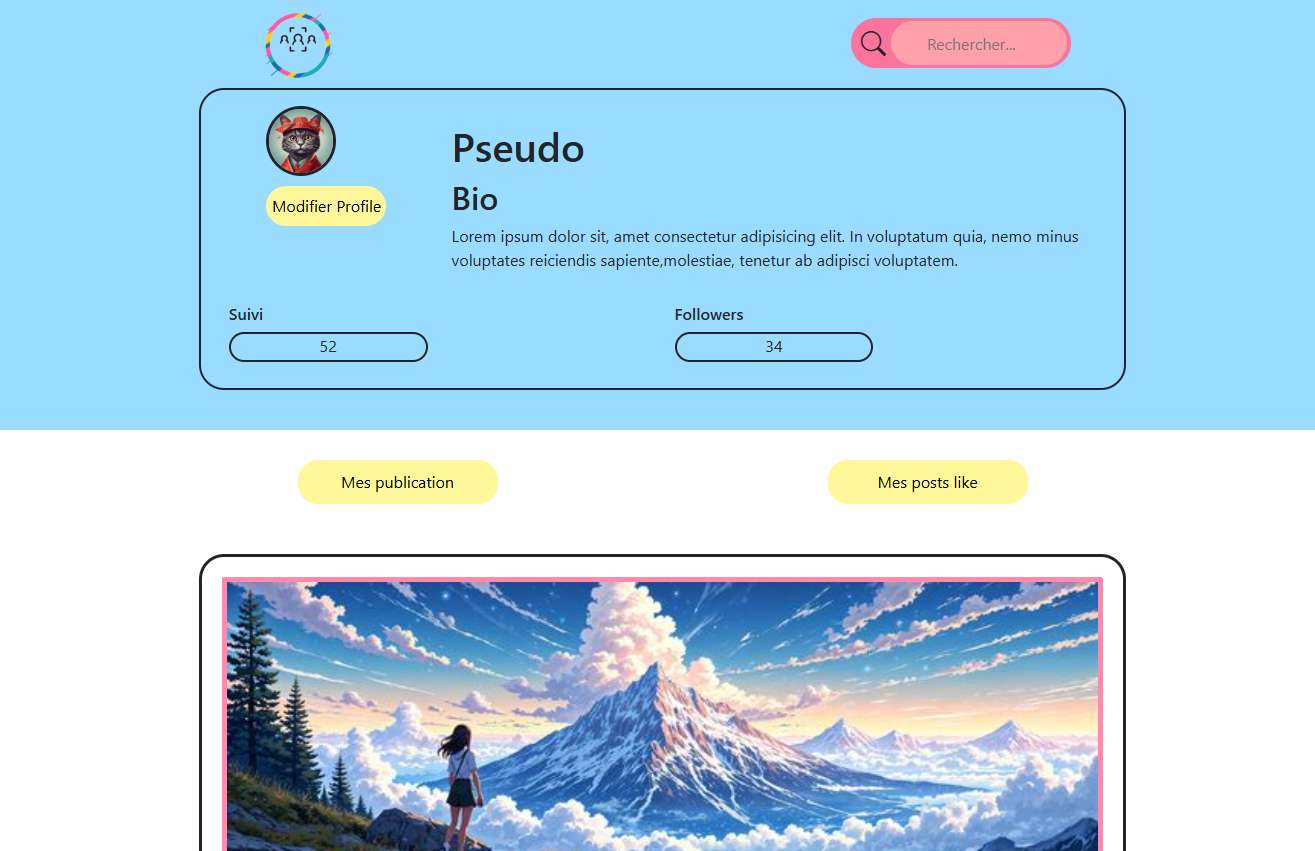 Rechercher...
Pseudo
Modifier Profile
Bio
Lorem ipsum dolor sit, amet consectetur adipisicing elit. In voluptatum quia, nemo minus
voluptates reiciendis sapiente,molestiae, tenetur ab adipisci voluptatem.
Suivi
Followers
52
34
Mes publication
Mes posts like